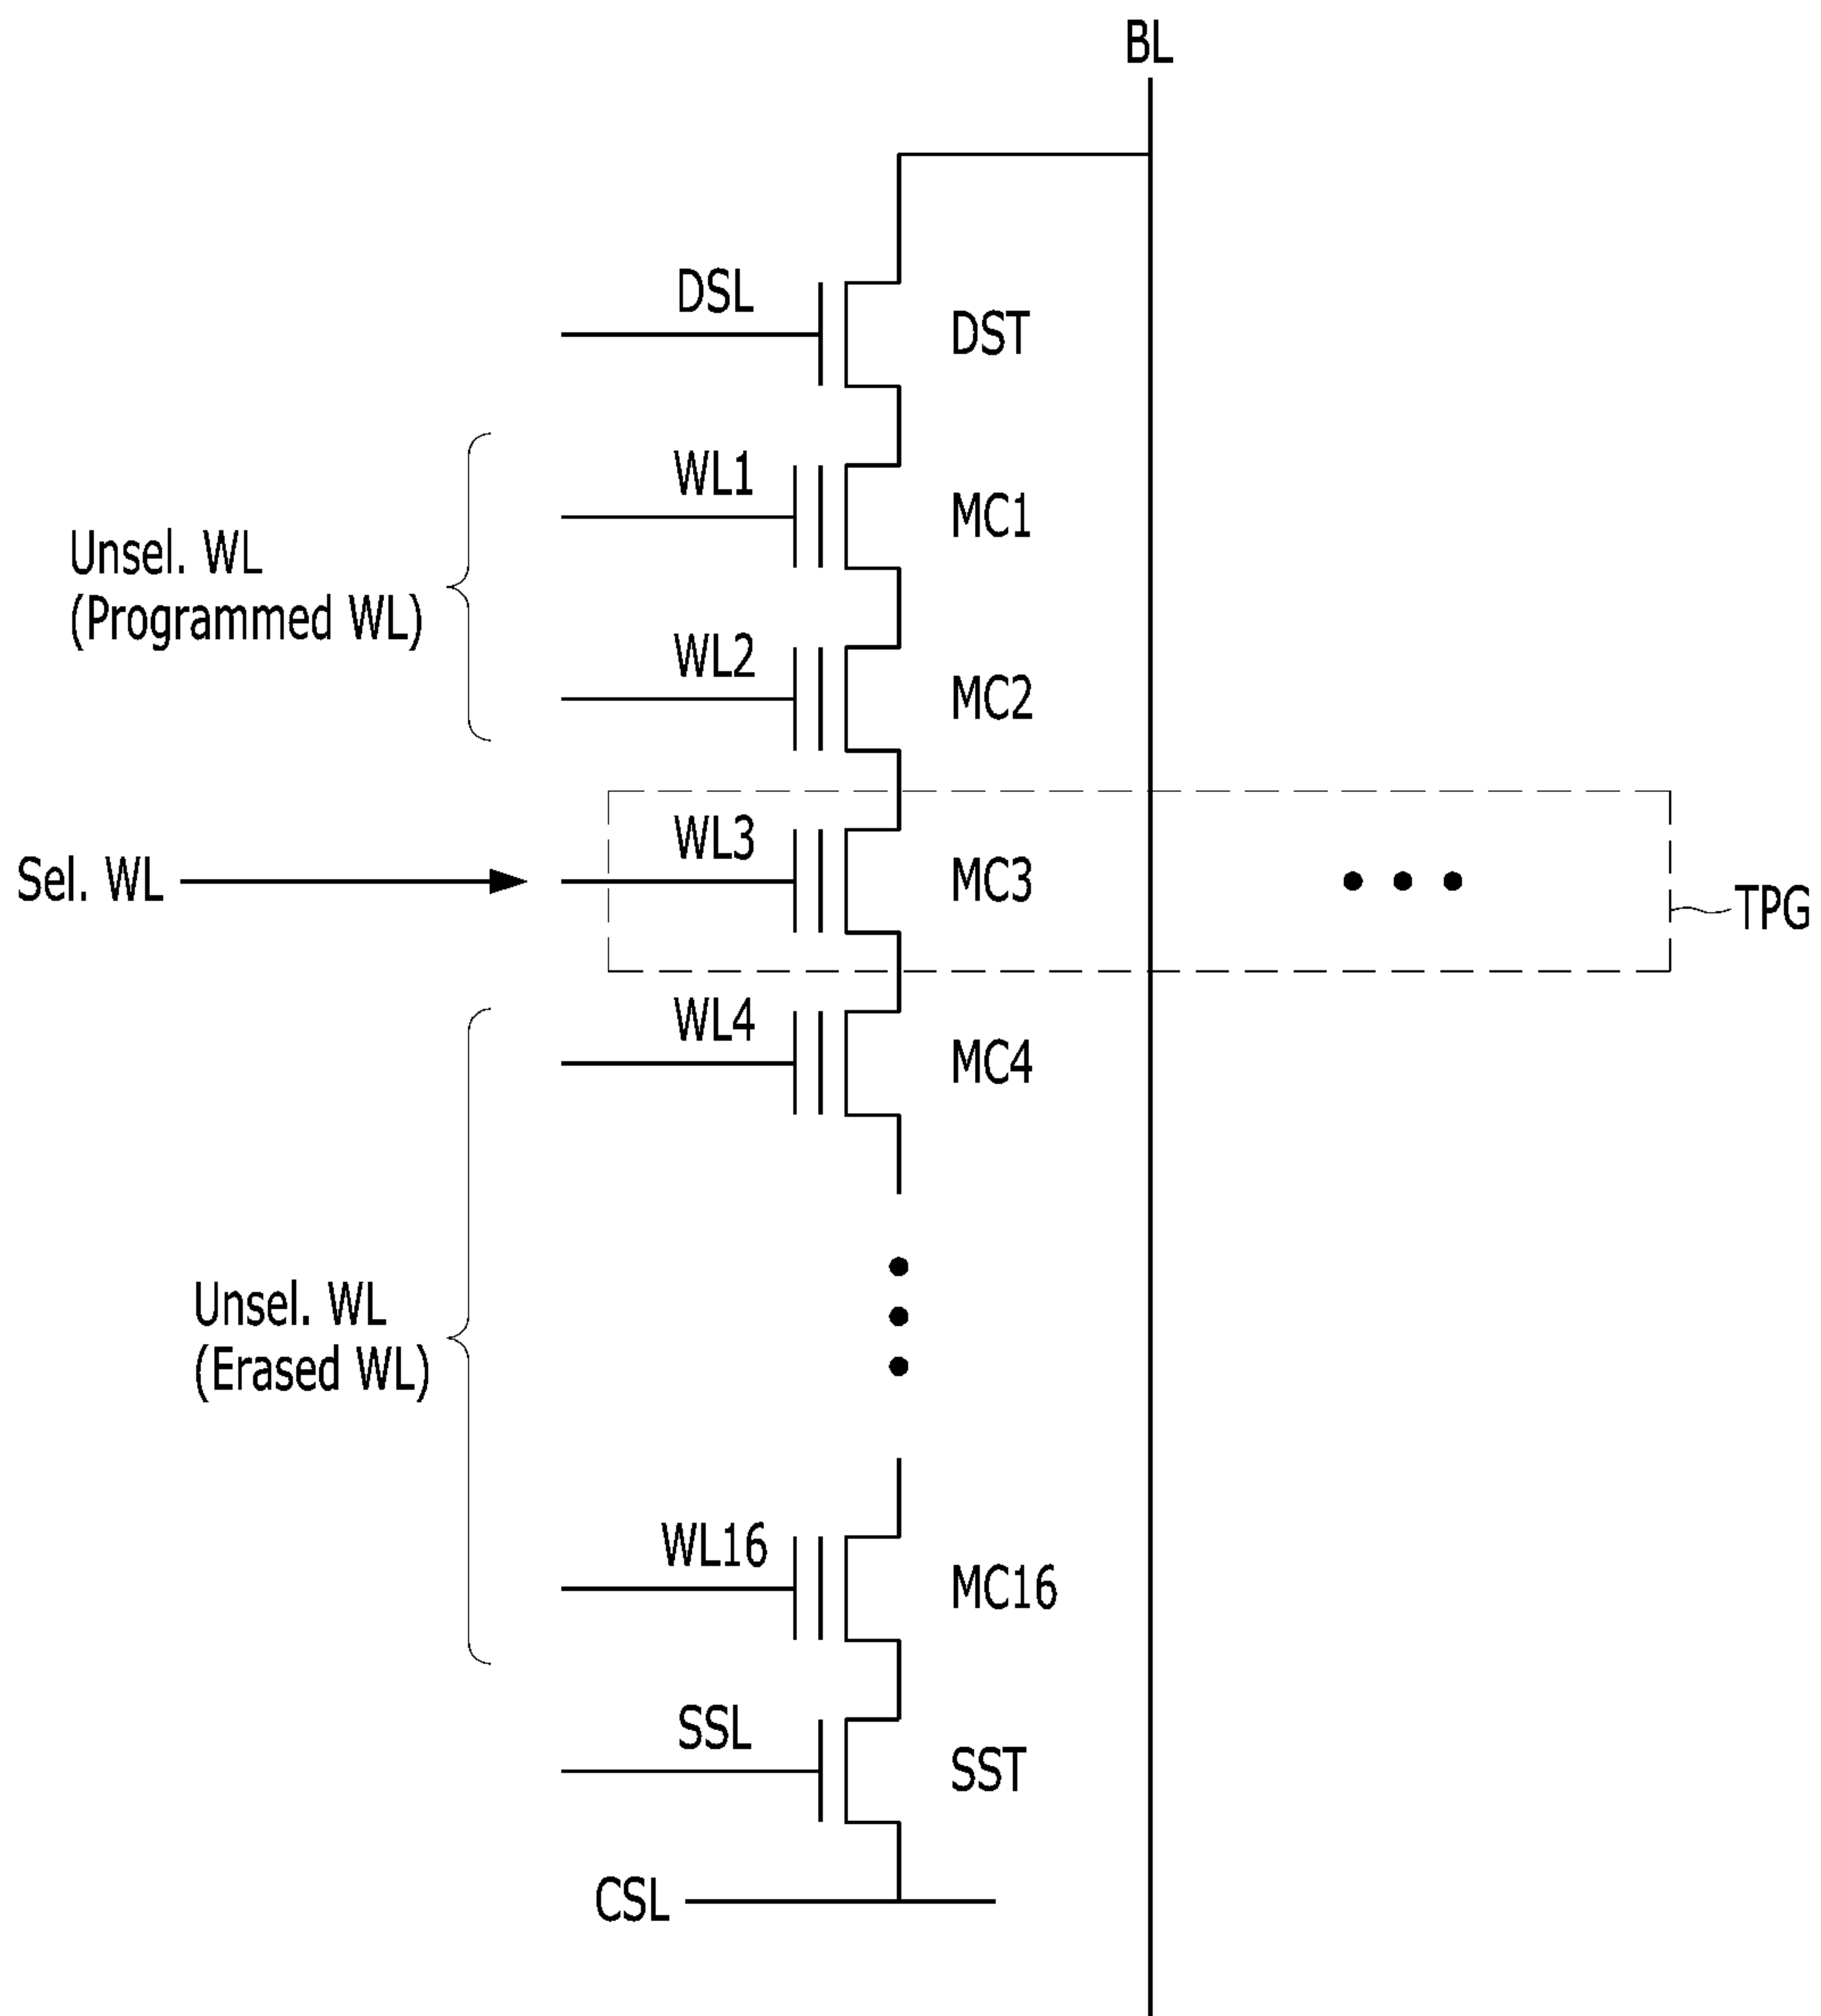 BL
DSL
DST
WL1
MC1
Unsel. WL
(Programmed WL)
WL2
MC2
WL3
Sel. WL
MC3
TPG
WL4
MC4
Unsel. WL
(Erased WL)
WL16
MC16
SSL
SST
CSL